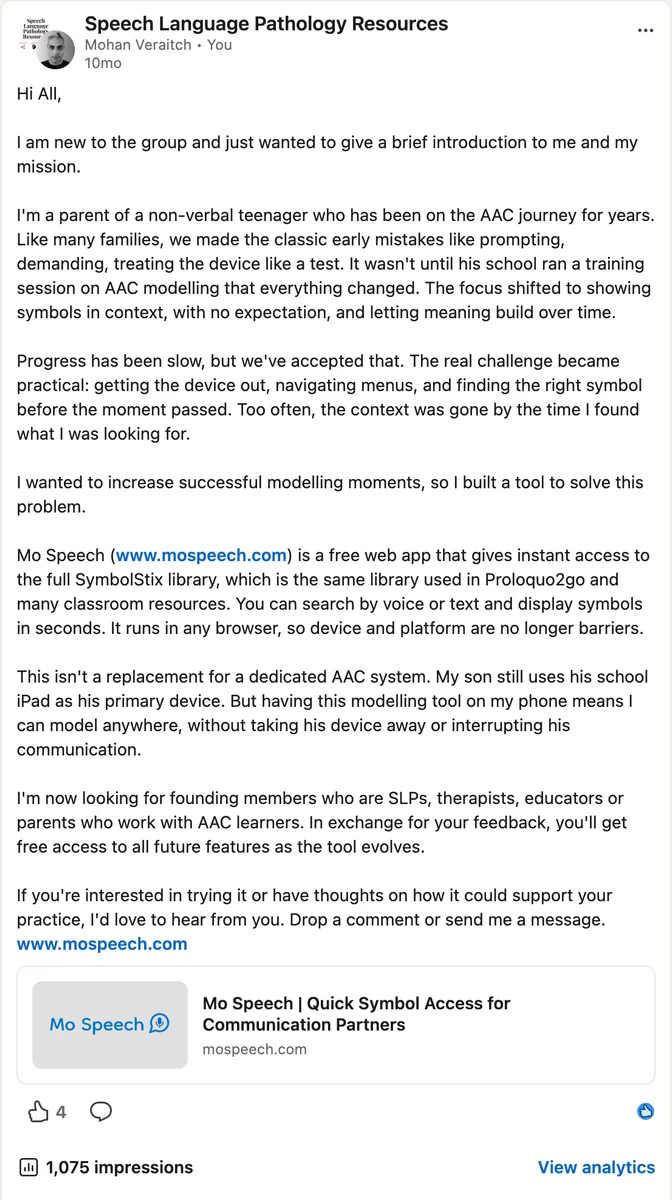 Speech Language Pathology Resources
Speech Language Pathology Resources
Mohan Veraitch • You
10mo
Hi All,
I am new to the group and just wanted to give a brief introduction to me and my
mission.
I'm a parent of a non-verbal teenager who has been on the AAC journey for years.
Like many families, we made the classic early mistakes like prompting,
demanding, treating the device like a test. It wasn't until his school ran a training
session on AAC modelling that everything changed. The focus shifted to showing
symbols in context, with no expectation, and letting meaning build over time.
Progress has been slow, but we've accepted that. The real challenge became
practical: getting the device out, navigating menus, and finding the right symbol
before the moment passed. Too often, the context was gone by the time I found
what I was looking for.
I wanted to increase successful modelling moments, so I built a tool to solve this
problem.
Mo Speech (www.mospeech.com) is a free web app that gives instant access to
the full SymbolStix library, which is the same library used in Proloquo2go and
many classroom resources. You can search by voice or text and display symbols
in seconds. It runs in any browser, so device and platform are no longer barriers.
This isn't a replacement for a dedicated AAC system. My son still uses his school
iPad as his primary device. But having this modelling tool on my phone means I
can model anywhere, without taking his device away or interrupting his
communication.
I'm now looking for founding members who are SLPs, therapists, educators or
parents who work with AAC learners. In exchange for your feedback, you'll get
free access to all future features as the tool evolves.
If you're interested in trying it or have thoughts on how it could support your
practice, I'd love to hear from you. Drop a comment or send me a message.
www.mospeech.com
Mo Speech
Mo Speech | Quick Symbol Access for
Communication Partners
mospeech.com
4
1,075 impressions
View analytics